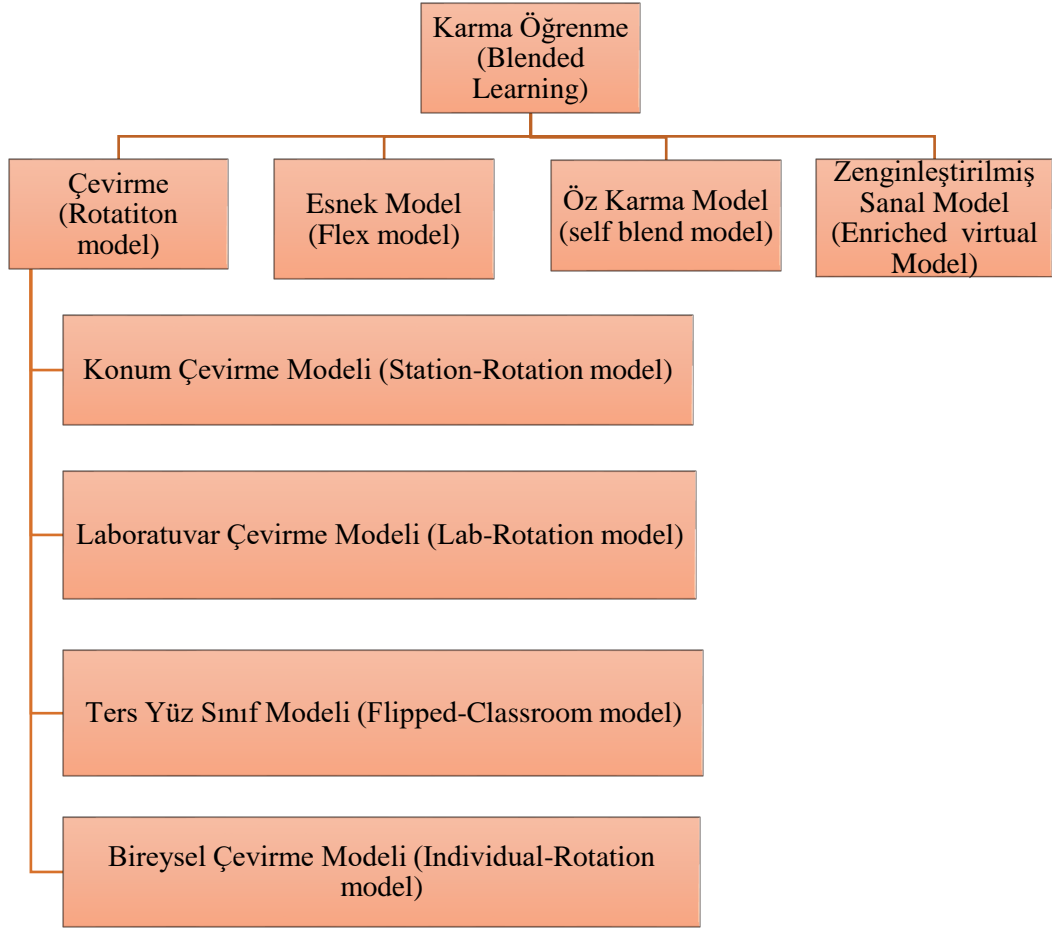 Karma Öğrenme
(Blended
Learning)
Çevirme
(Rotatiton
model)
Esnek Model
(Flex model)
Öz Karma Model
(self blend model)
Zenginleştirilmiş
Sanal Model
(Enriched virtual
Model)
Konum Çevirme Modeli (Station-Rotation model)
Laboratuvar Çevirme Modeli (Lab-Rotation model)
Ters Yüz Sınıf Modeli (Flipped-Classroom model)
Bireysel Çevirme Modeli (Individual-Rotation
model)